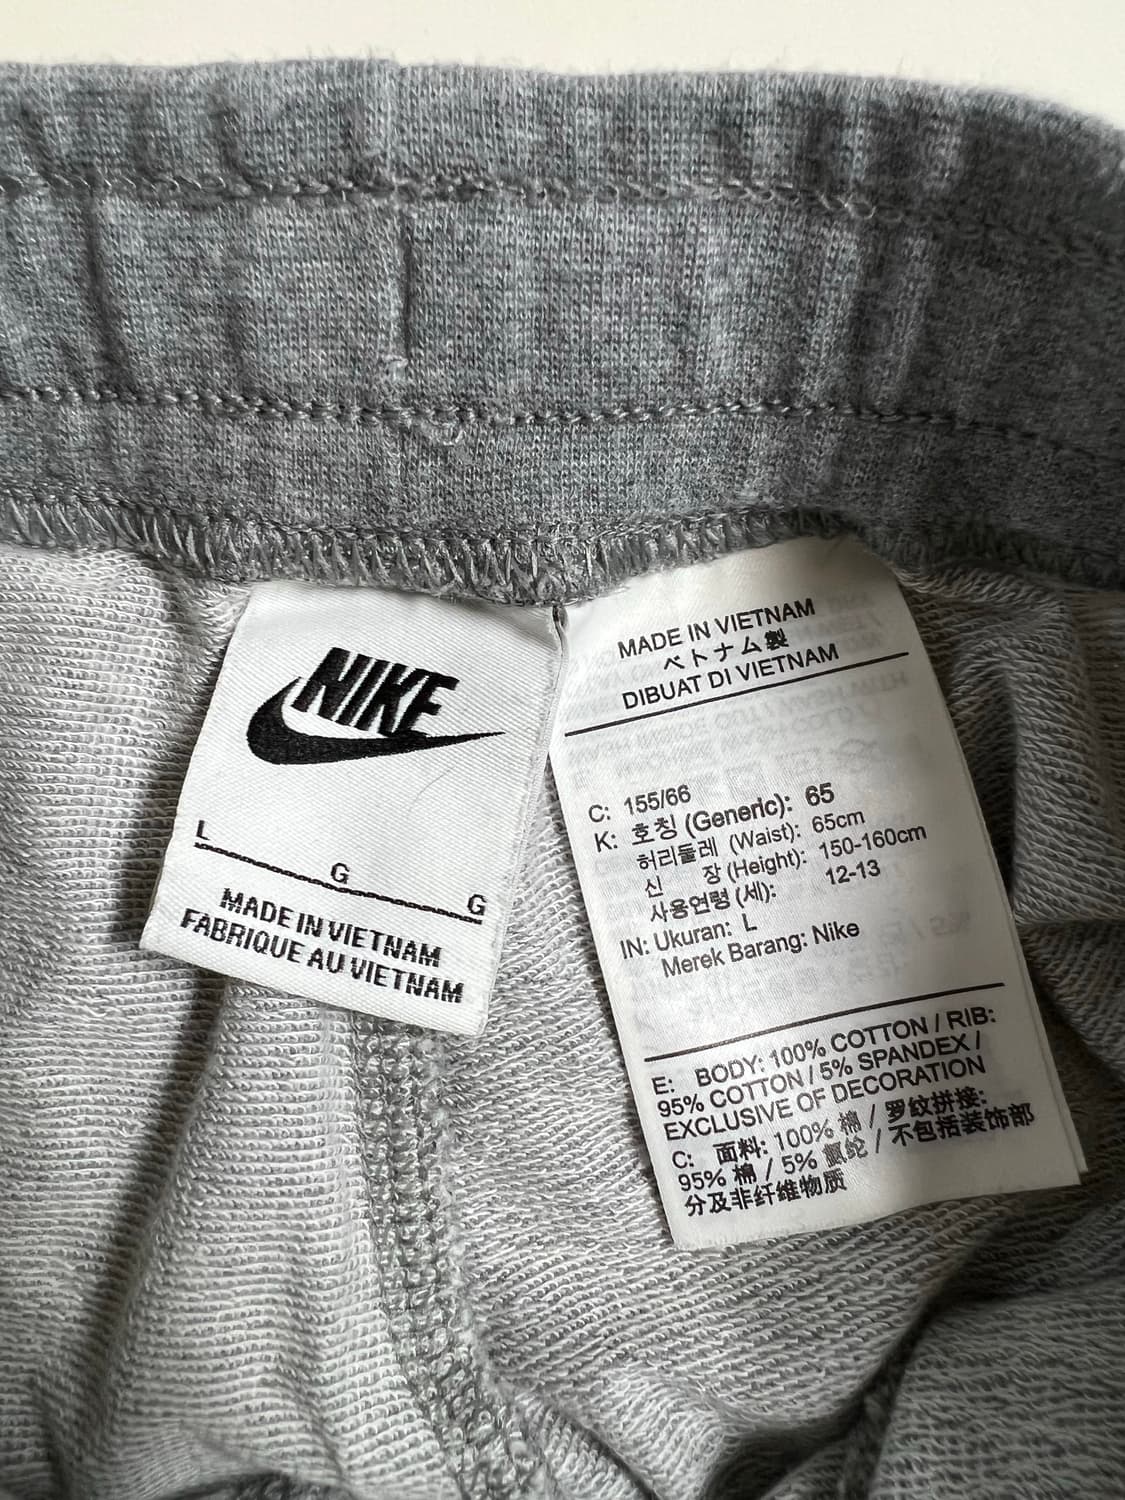 NIKE
L
G
G
MADE IN VIETNAM
FABRIQUE AU VIETNAM
MADE IN VIETNAM
ベトナム製
DIBUAT DI VIETNAM
C: 155/66
K: 호칭 (Generic): 65
허리둘레 (Waist): 65cm
신 장 (Height): 150-160cm
사용연령 (세): 12-13
IN: Ukuran: L
Merek Barang: Nike
E: BODY: 100% COTTON / RIB:
95% COTTON / 5% SPANDEX /
EXCLUSIVE OF DECORATION
C: 面料: 100% 棉 / 罗纹拼接:
95% 棉 / 5% 氨纶 / 不包括装饰部
分及非纤维物质